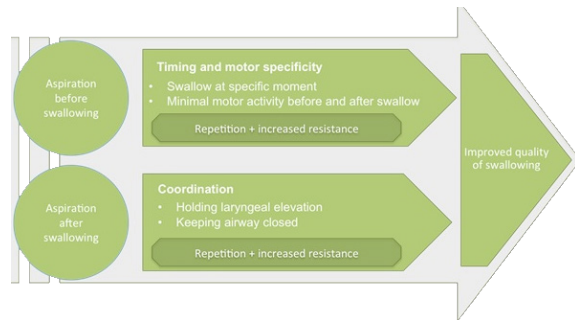 Aspiration
before
swallowing
Timing and motor specificity
• Swallow at specific moment
• Minimal motor activity before and after swallow
Repetition + increased resistance
Aspiration
after
swallowing
Coordination
• Holding laryngeal elevation
• Keeping airway closed
Repetition + increased resistance
Improved quality
of swallowing